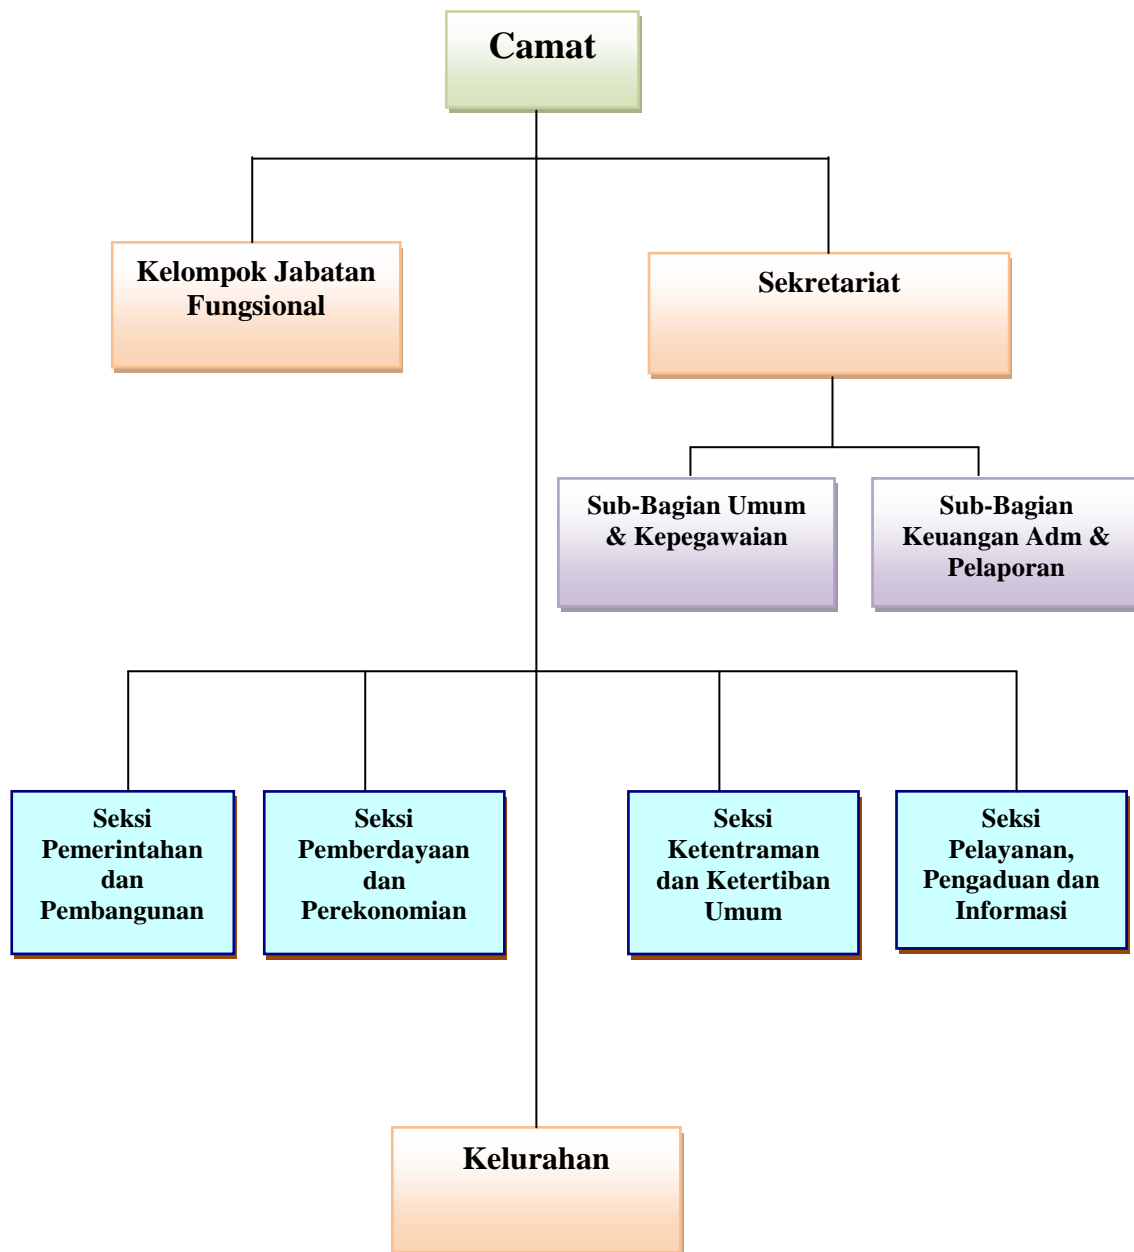 Camat
Kelompok Jabatan
Fungsional
Sekretariat
Sub-Bagian Umum
& Kepegawaian
Sub-Bagian
Keuangan Adm &
Pelaporan
Seksi
Pemerintahan
dan
Pembangunan
Seksi
Pemberdayaan
dan
Perekonomian
Seksi
Ketentraman
dan Ketertiban
Umum
Seksi
Pelayanan,
Pengaduan dan
Informasi
Kelurahan